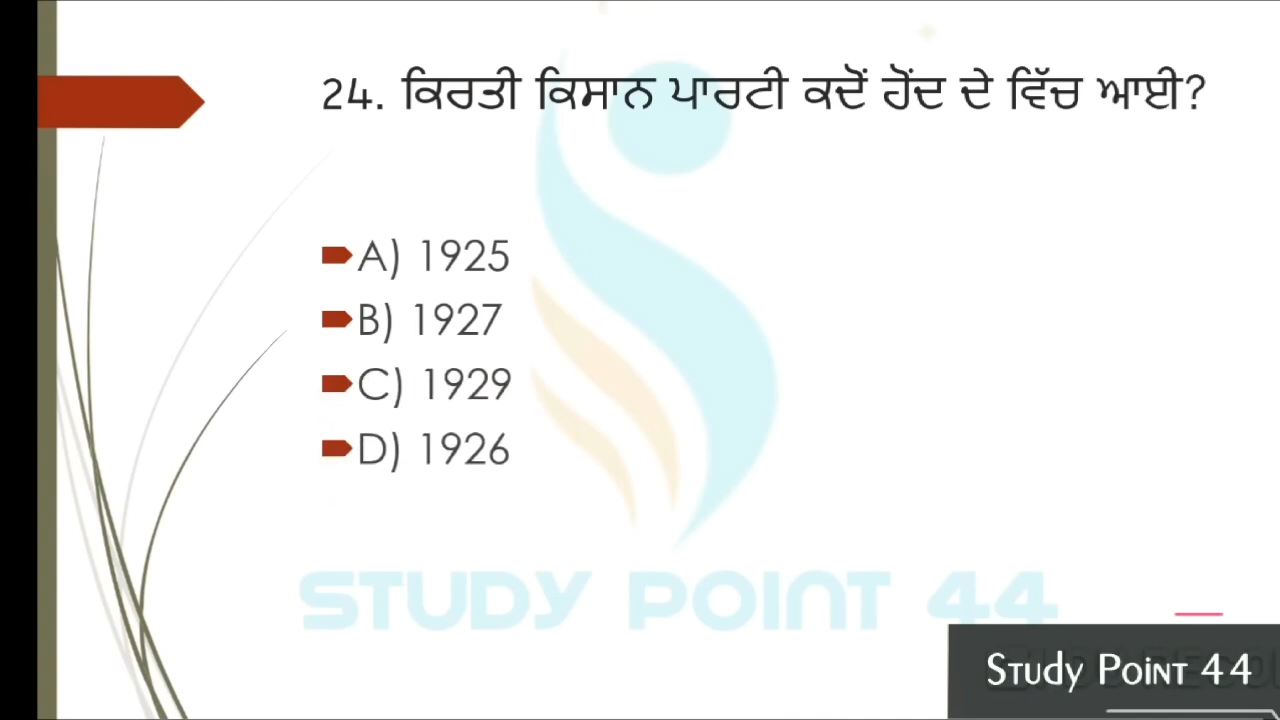 24. ਕਿਰਤੀ ਕਿਸਾਨ ਪਾਰਟੀ ਕਦੋਂ ਹੋਂਦ ਦੇ ਵਿੱਚ ਆਈ?
A) 1925
B) 1927
C) 1929
D) 1926
STUDY POINT 44
Study Point 44